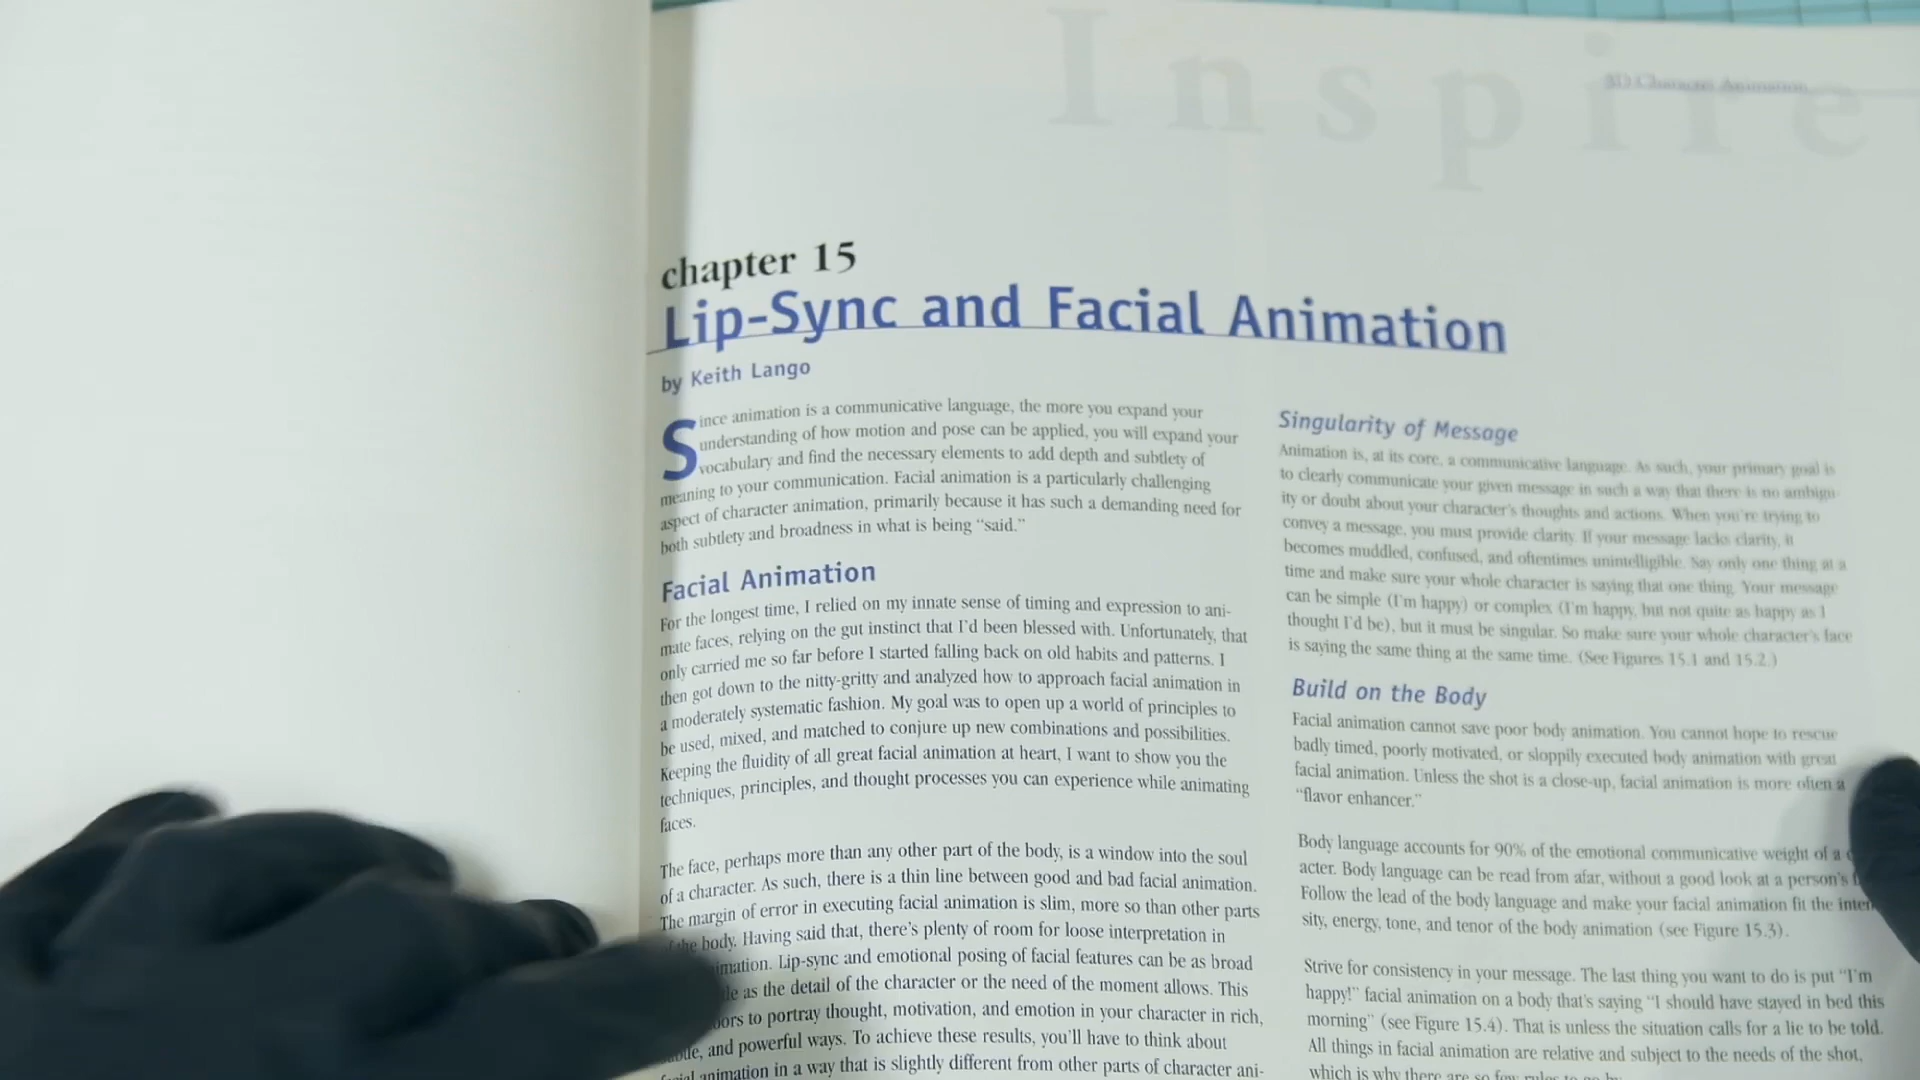 Inspire
3D Character Animation
chapter 15
Lip-Sync and Facial Animation
by Keith Lango
Since animation is a communicative language, the more you expand your
understanding of how motion and pose can be applied, you will expand your
vocabulary and find the necessary elements to add depth and subtlety of
meaning to your communication. Facial animation is a particularly challenging
aspect of character animation, primarily because it has such a demanding need for
both subtlety and broadness in what is being “said.”
Facial Animation
For the longest time, I relied on my innate sense of timing and expression to ani-
mate faces, relying on the gut instinct that I’d been blessed with. Unfortunately, that
only carried me so far before I started falling back on old habits and patterns. I
then got down to the nitty-gritty and analyzed how to approach facial animation in
a moderately systematic fashion. My goal was to open up a world of principles to
be used, mixed, and matched to conjure up new combinations and possibilities.
Keeping the fluidity of all great facial animation at heart, I want to show you the
techniques, principles, and thought processes you can experience while animating
faces.
The face, perhaps more than any other part of the body, is a window into the soul
of a character. As such, there is a thin line between good and bad facial animation.
The margin of error in executing facial animation is slim, more so than other parts
of the body. Having said that, there’s plenty of room for loose interpretation in
imation. Lip-sync and emotional posing of facial features can be as broad
as the detail of the character or the need of the moment allows. This
to portray thought, motivation, and emotion in your character in rich,
and powerful ways. To achieve these results, you’ll have to think about
facial animation in a way that is slightly different from other parts of character ani-
Singularity of Message
Animation is, at its core, a communicative language. As such, your primary goal is
to clearly communicate your given message in such a way that there is no ambigu-
ity or doubt about your character’s thoughts and actions. When you’re trying to
convey a message, you must provide clarity. If your message lacks clarity, it
becomes muddled, confused, and oftentimes unintelligible. Say only one thing at a
time and make sure your whole character is saying that one thing. Your message
can be simple (I’m happy) or complex (I’m happy, but not quite as happy as I
thought I’d be), but it must be singular. So make sure your whole character’s face
is saying the same thing at the same time. (See Figures 15.1 and 15.2.)
Build on the Body
Facial animation cannot save poor body animation. You cannot hope to rescue
badly timed, poorly motivated, or sloppily executed body animation with great
facial animation. Unless the shot is a close-up, facial animation is more often a
“flavor enhancer.”
Body language accounts for 90% of the emotional communicative weight of a
acter. Body language can be read from afar, without a good look at a person’s
Follow the lead of the body language and make your facial animation fit the inten
sity, energy, tone, and tenor of the body animation (see Figure 15.3).
Strive for consistency in your message. The last thing you want to do is put “I’m
happy!” facial animation on a body that’s saying “I should have stayed in bed this
morning” (see Figure 15.4). That is unless the situation calls for a lie to be told.
All things in facial animation are relative and subject to the needs of the shot,
which is why there are so few rules to go by.